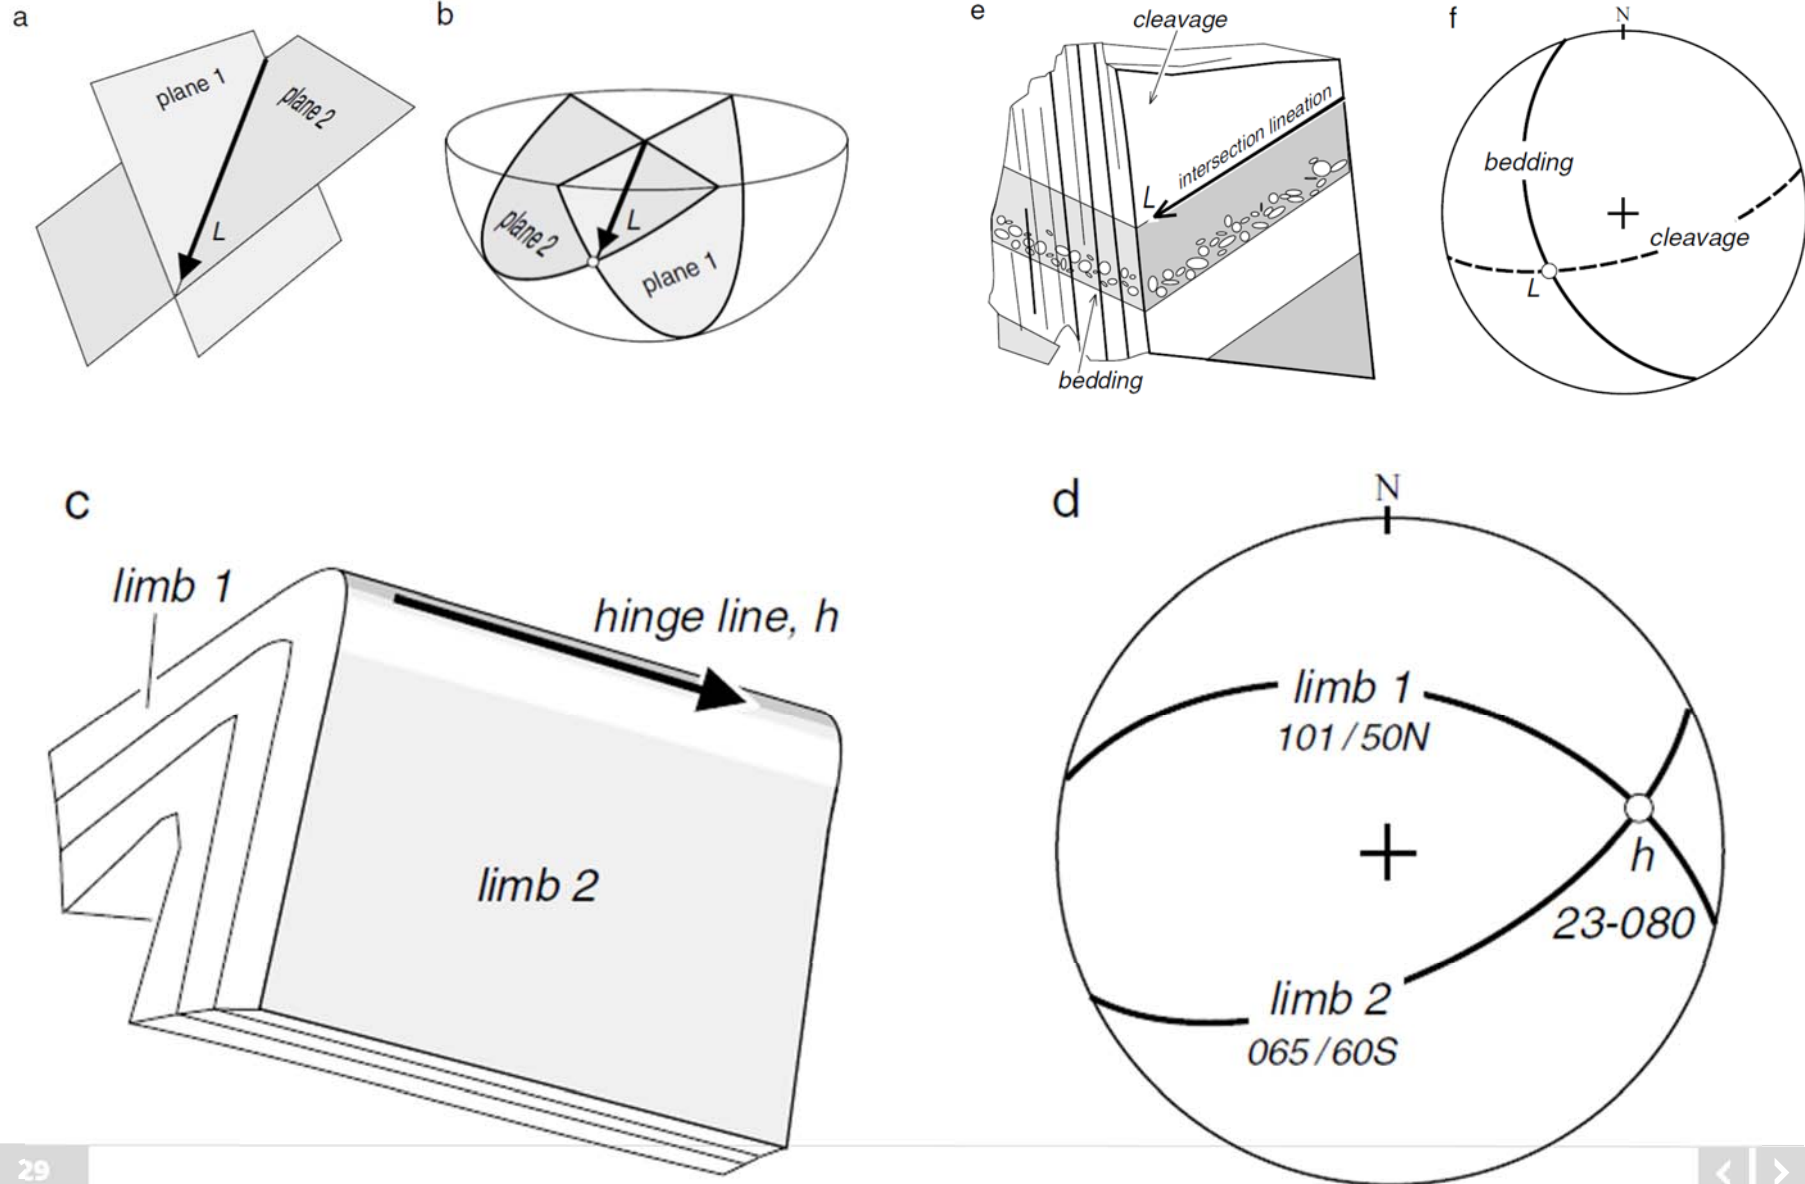 a
plane 1
plane 2
L
b
plane 2
L
plane 1
e
cleavage
intersection lineation
L
bedding
f
N
bedding
cleavage
L
c
limb 1
hinge line, h
limb 2
d
N
limb 1
101/50N
h
23-080
limb 2
065/60S
29